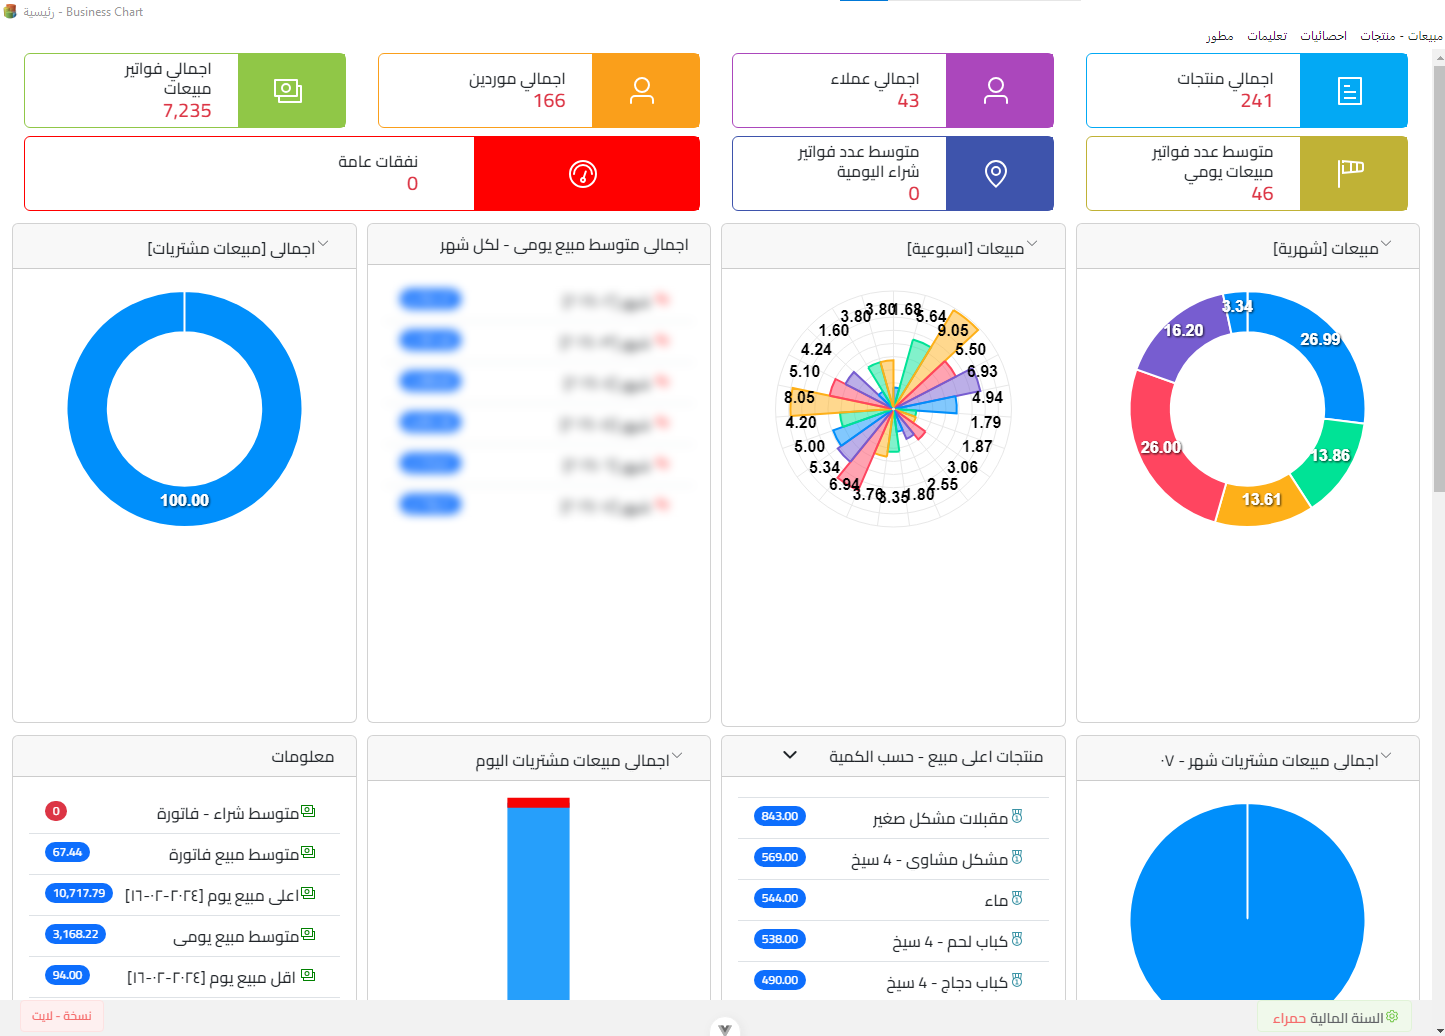 رئيسية - Business Chart
مبيعات - منتجات احصائيات تعليمات مطور
اجمالي منتجات
241
اجمالي عملاء
43
اجمالي موردين
166
اجمالي فواتير
مبيعات
7,235
متوسط عدد فواتير
مبيعات يومي
46
متوسط عدد فواتير
شراء اليومية
0
نفقات عامة
0
مبيعات [شهرية]
3.34
26.99
16.20
26.00
13.86
13.61
مبيعات [اسبوعية]
3.80
1.68
3.80
5.64
1.60
9.05
4.24
5.50
5.10
6.93
8.05
4.94
4.20
1.79
5.00
1.87
5.34
3.06
6.94
2.55
3.76
3.35
1.80
اجمالى متوسط مبيع يومى - لكل شهر
اجمالى [مبيعات مشتريات]
100.00
اجمالى مبيعات مشتريات شهر - ٠٧
منتجات اعلى مبيع - حسب الكمية
مقبلات مشكل صغير 843.00
مشكل مشاوى - 4 سيخ 569.00
ماء 544.00
كباب لحم - 4 سيخ 538.00
كباب دجاج - 4 سيخ 490.00
اجمالى مبيعات مشتريات اليوم
معلومات
متوسط شراء - فاتورة 0
متوسط مبيع فاتورة 67.44
اعلى مبيع يوم [٢٠٢٤-٠٢-١٦] 10,717.79
متوسط مبيع يومى 3,168.22
اقل مبيع يوم [٢٠٢٤-٠٢-١٦] 94.00
السنة المالية حمراء
نسخة - لايت